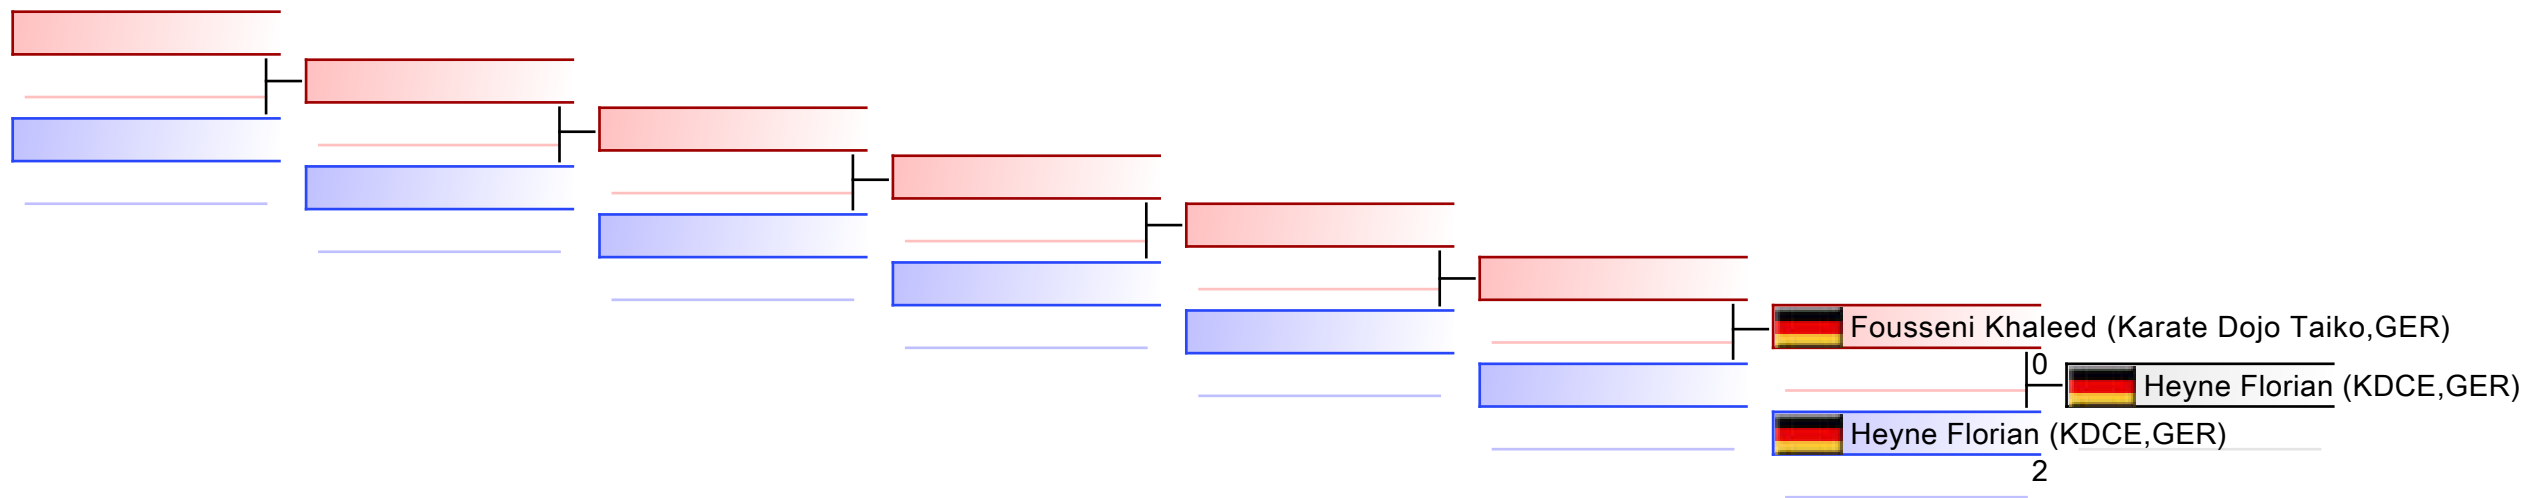 Fousseni Khaleed (Karate Dojo Taiko,GER)
0
Heyne Florian (KDCE,GER)
Heyne Florian (KDCE,GER)
2